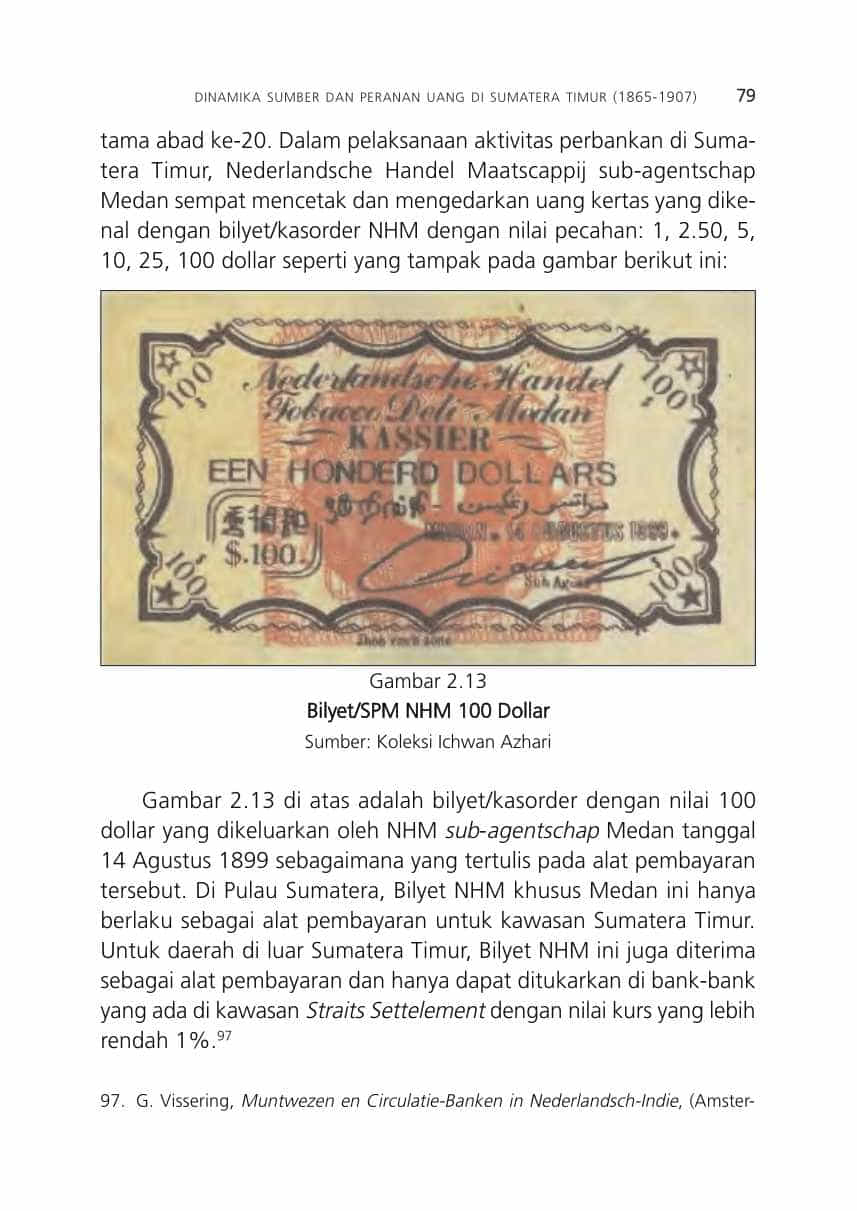 DINAMIKA SUMBER DAN PERANAN UANG DI SUMATERA TIMUR (1865-1907) 79
tama abad ke-20. Dalam pelaksanaan aktivitas perbankan di Suma-
tera Timur, Nederlandsche Handel Maatscappij sub-agentschap
Medan sempat mencetak dan mengedarkan uang kertas yang dike-
nal dengan bilyet/kasorder NHM dengan nilai pecahan: 1, 2.50, 5,
10, 25, 100 dollar seperti yang tampak pada gambar berikut ini:
100 $ 100 $
Nederlandsche Handel
Tobacco Deli Medan
KASSIER
EEN HONDERD DOLLARS
MEDAN. 14 AUGUSTUS 1899.
$.100.
Sub Agent
100 100
Gambar 2.13
Bilyet/SPM NHM 100 Dollar
Sumber: Koleksi Ichwan Azhari
Gambar 2.13 di atas adalah bilyet/kasorder dengan nilai 100
dollar yang dikeluarkan oleh NHM sub-agentschap Medan tanggal
14 Agustus 1899 sebagaimana yang tertulis pada alat pembayaran
tersebut. Di Pulau Sumatera, Bilyet NHM khusus Medan ini hanya
berlaku sebagai alat pembayaran untuk kawasan Sumatera Timur.
Untuk daerah di luar Sumatera Timur, Bilyet NHM ini juga diterima
sebagai alat pembayaran dan hanya dapat ditukarkan di bank-bank
yang ada di kawasan Straits Settelement dengan nilai kurs yang lebih
rendah 1%.97
97. G. Vissering, Muntwezen en Circulatie-Banken in Nederlandsch-Indie, (Amster-